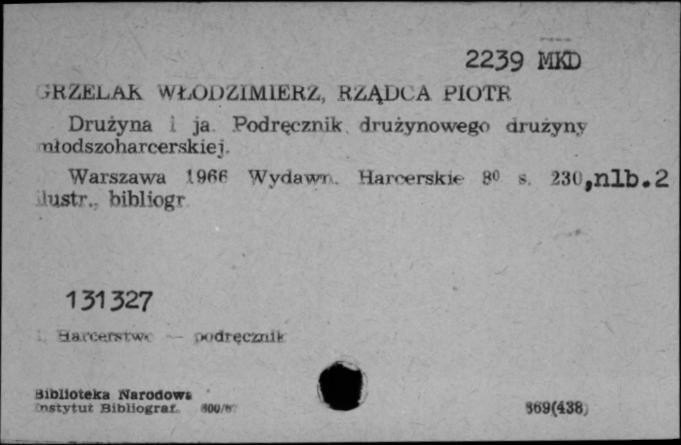 2239 MKD
GRZELAK WŁODZIMIERZ, RZĄDCA PIOTR
Drużyna i ja. Podręcznik drużynowego drużyny
młodszoharcerskiej.
Warszawa 1966 Wydawn. Harcerskie 8⁰ s. 230,nlb.2
ilustr., bibliogr.
131327
1. Harcerstwo — podręcznik
Biblioteka Narodowa
Instytut Bibliograf.
369(438)